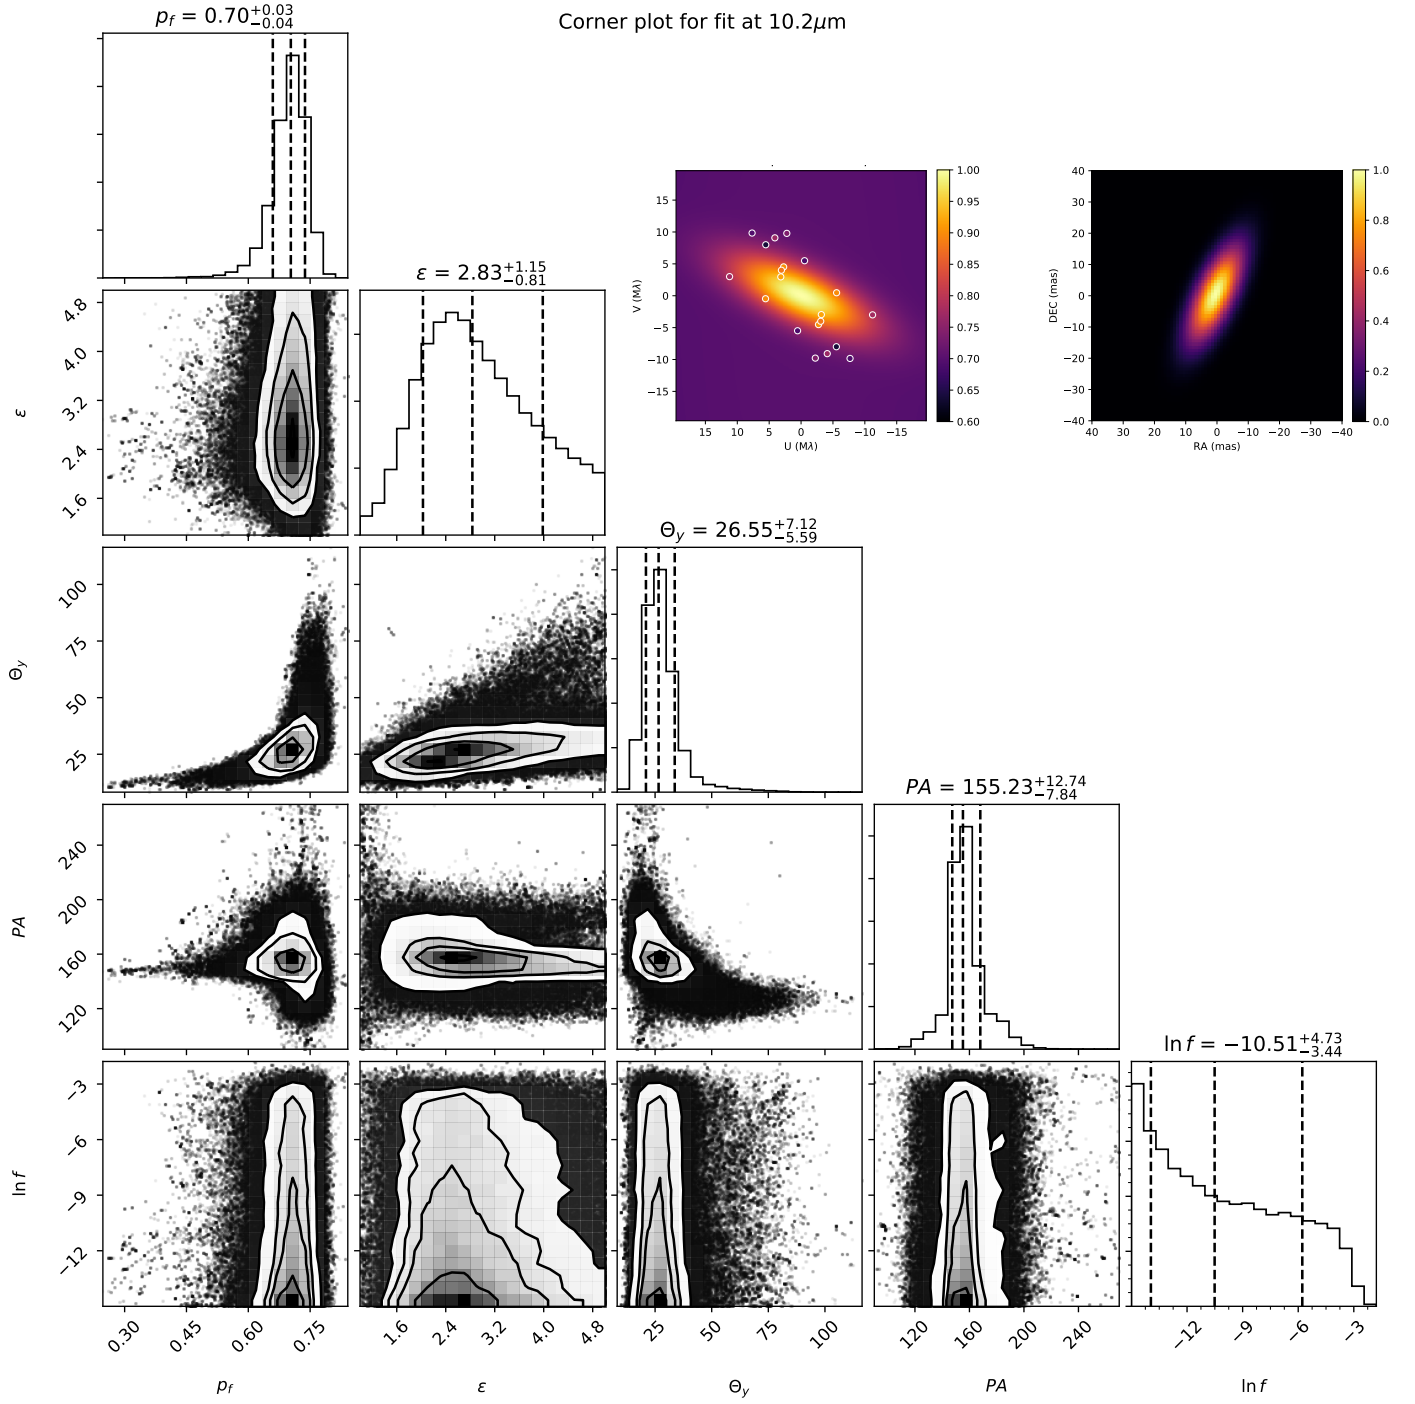 Corner plot for fit at 10.2μm
p_f = 0.70^{+0.03}_{-0.04}
ε = 2.83^{+1.15}_{-0.81}
Θ_y = 26.55^{+7.12}_{-5.59}
PA = 155.23^{+12.74}_{-7.84}
ln f = −10.51^{+4.73}_{-3.44}
V (Mλ)
15
10
5
0
−5
−10
−15
15 10 5 0 −5 −10 −15
U (Mλ)
1.00
0.95
0.90
0.85
0.80
0.75
0.70
0.65
0.60
DEC (mas)
40
30
20
10
0
−10
−20
−30
−40
40 30 20 10 0 −10 −20 −30 −40
RA (mas)
1.0
0.8
0.6
0.4
0.2
0.0
ε
4.8
4.0
3.2
2.4
1.6
Θ_y
100
75
50
25
PA
240
200
160
120
ln f
−3
−6
−9
−12
0.30 0.45 0.60 0.75
1.6 2.4 3.2 4.0 4.8
25 50 75 100
120 160 200 240
−12 −9 −6 −3
p_f
ε
Θ_y
PA
ln f